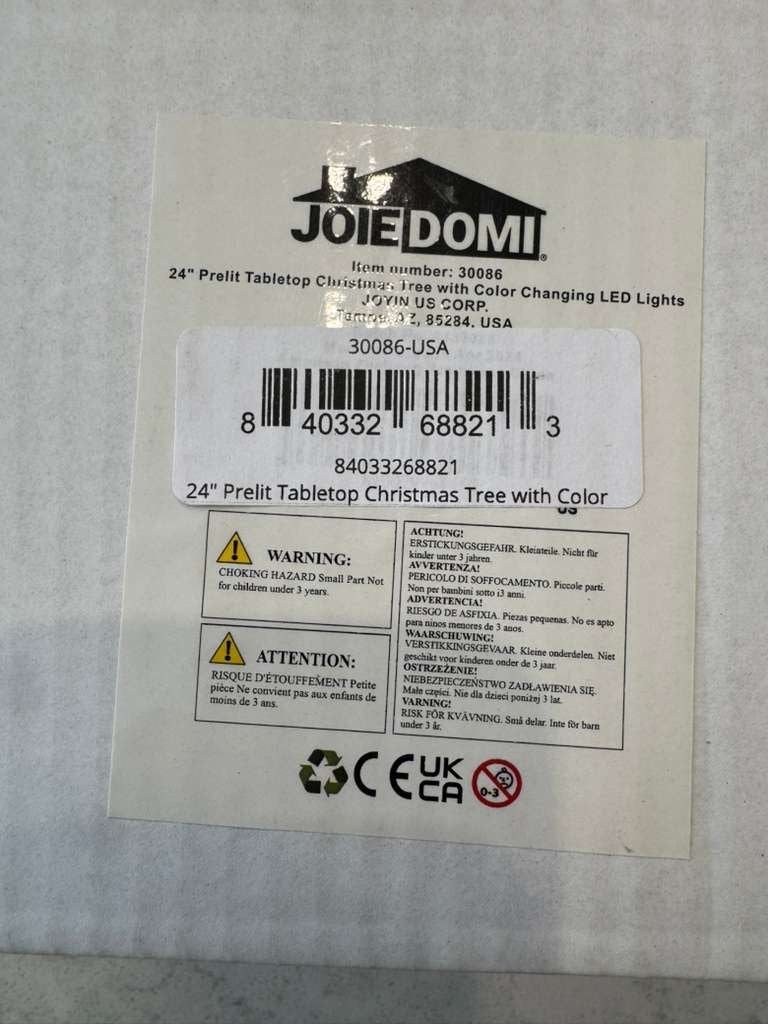 JOIEDOMI®
Item number: 30086
24" Prelit Tabletop Christmas Tree with Color Changing LED Lights
JOYIN US CORP.
Tempe, AZ, 85284, USA
30086-USA
8 40332 68821 3
84033268821
24" Prelit Tabletop Christmas Tree with Color
US
WARNING:
CHOKING HAZARD Small Part Not
for children under 3 years.
ATTENTION:
RISQUE D'ÉTOUFFEMENT Petite
pièce Ne convient pas aux enfants de
moins de 3 ans.
ACHTUNG!
ERSTICKUNGSGEFAHR. Kleinteile. Nicht für
kinder unter 3 jahren.
AVVERTENZA!
PERICOLO DI SOFFOCAMENTO. Piccole parti.
Non per bambini sotto i3 anni.
ADVERTENCIA!
RIESGO DE ASFIXIA. Piezas pequenas. No es apto
para ninos menores de 3 anos.
WAARSCHUWING!
VERSTIKKINGSGEVAAR. Kleine onderdelen. Niet
geschikt voor kinderen onder de 3 jaar.
OSTRZEŻENIE!
NIEBEZPIECZEŃSTWO ZADŁAWIENIA SIĘ.
Małe części. Nie dla dzieci poniżej 3 lat.
VARNING!
RISK FÖR KVÄVNING. Små delar. Inte för barn
under 3 år.
CE UK
CA
0-3